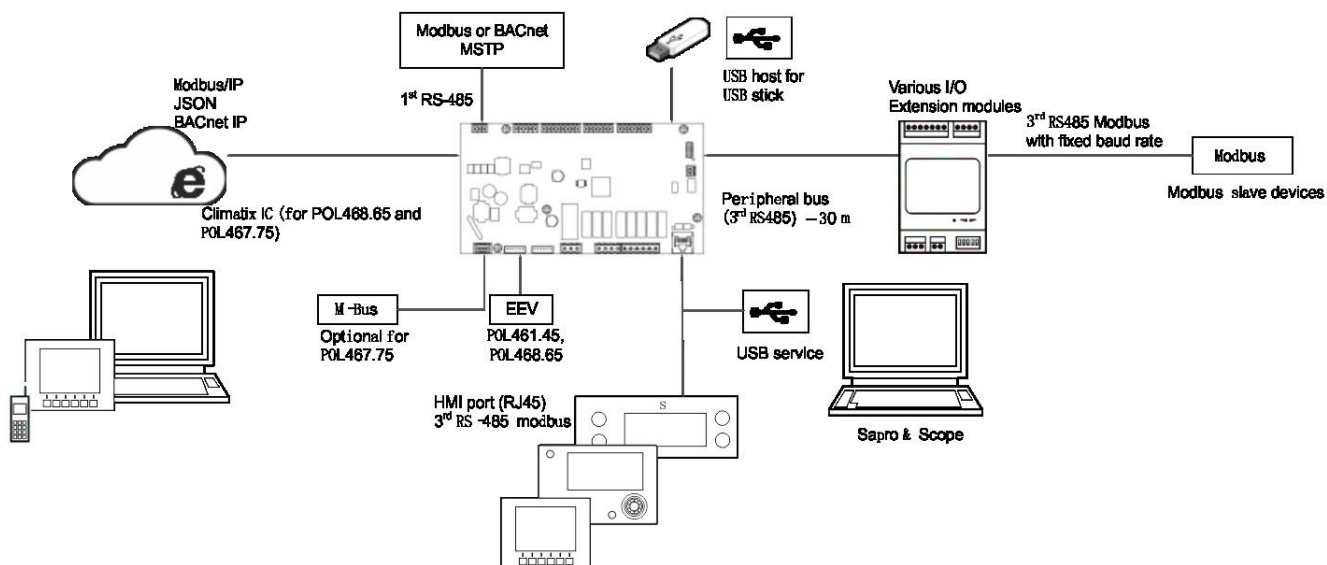 Modbus or BACnet
MSTP
1st RS-485
USB host for
USB stick
Modbus/IP
JSON
BACnet IP
Climatix IC (for POL468.65 and
POL467.75)
Various I/O
Extension modules
3rd RS485 Modbus
with fixed baud rate
Modbus
Modbus slave devices
Peripheral bus
(3rd RS485) -30 m
M-Bus
Optional for
POL467.75
EEV
POL461.45,
POL468.65
USB service
HMI port (RJ45)
3rd RS -485 modbus
S
Sapro & Scope